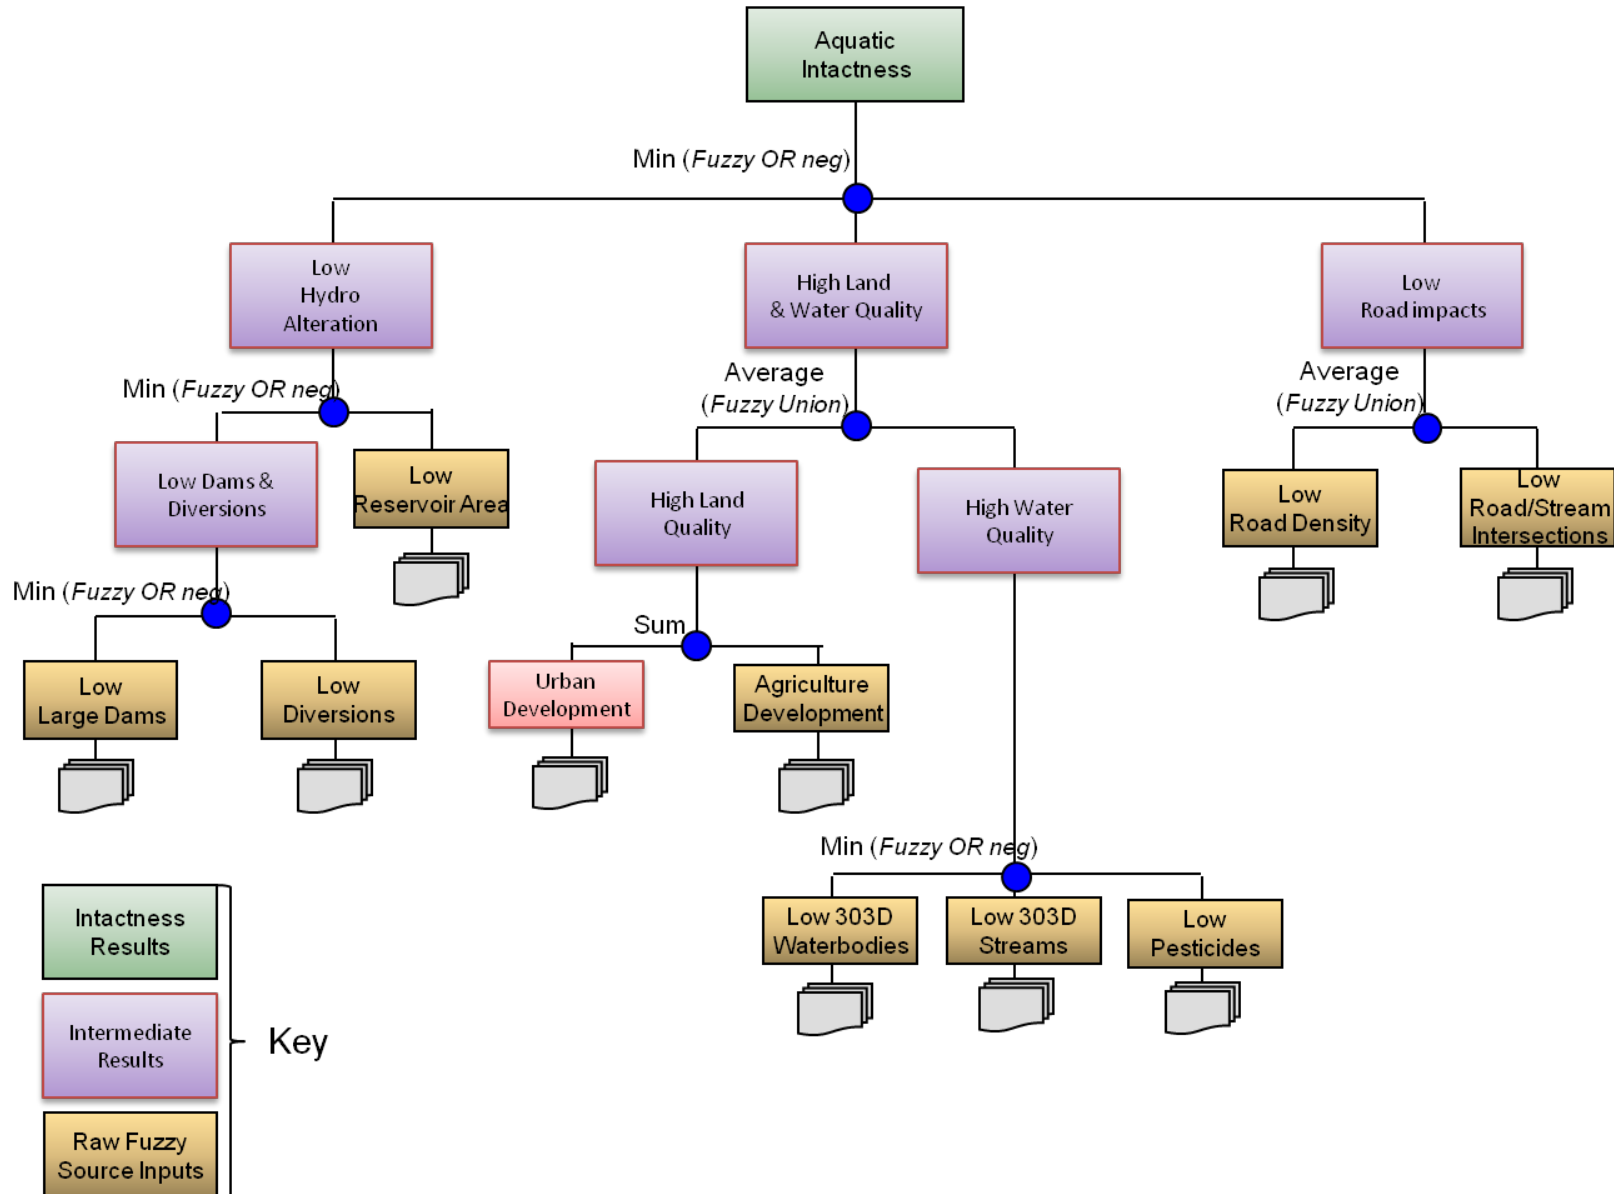 Aquatic
Intactness
Min (Fuzzy OR neg)
Low
Hydro
Alteration
High Land
& Water Quality
Low
Road impacts
Min (Fuzzy OR neg)
Average
(Fuzzy Union)
Average
(Fuzzy Union)
Low Dams &
Diversions
Low
Reservoir Area
High Land
Quality
High Water
Quality
Low
Road Density
Low
Road/Stream
Intersections
Min (Fuzzy OR neg)
Sum
Low
Large Dams
Low
Diversions
Urban
Development
Agriculture
Development
Min (Fuzzy OR neg)
Low 303D
Waterbodies
Low 303D
Streams
Low
Pesticides
Intactness
Results
Intermediate
Results
Raw Fuzzy
Source Inputs
Key